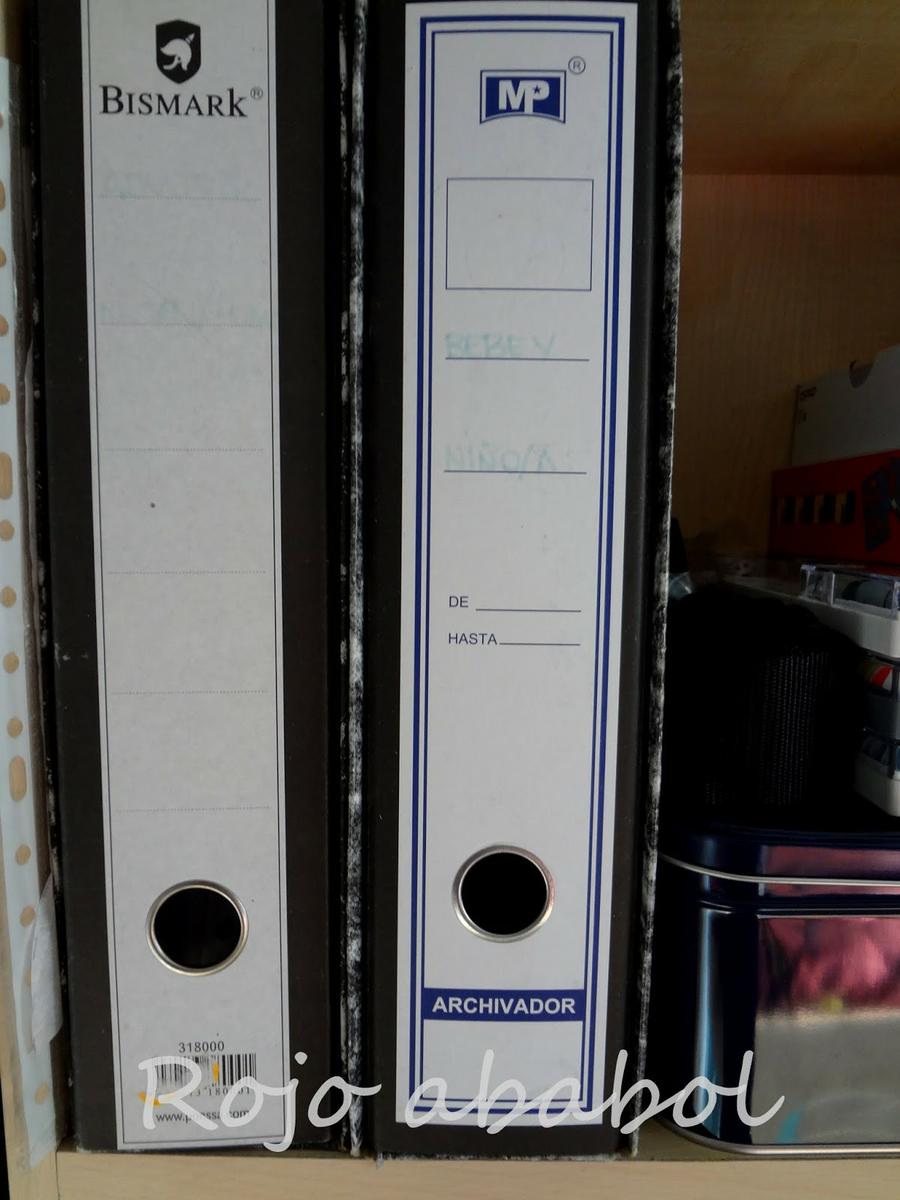 BISMARK®
318000
MP®
BEBE Y
NIÑO/A
DE
HASTA
ARCHIVADOR
Rojo ababol